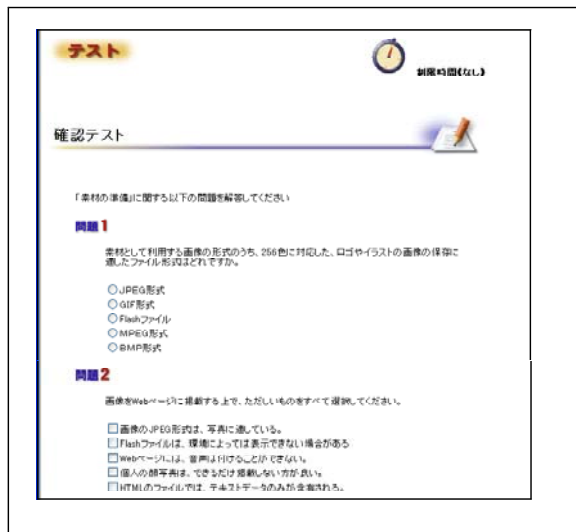 テスト
制限時間(なし)
確認テスト
「素材の準備」に関する以下の問題を解答してください
問題1
素材として利用する画像の形式のうち、256色に対応した、ロゴやイラストの画像の保存に
適したファイル形式はどれですか。
JPEG形式
GIF形式
Flashファイル
MPEG形式
BMP形式
問題2
画像をWebページに掲載する上で、ただしいものをすべて選択してください。
画像のJPEG形式は、写真に適している。
Flashファイルは、環境によっては表示できない場合がある
Webページには、音声は付けることができない。
個人の顔写真は、できるだけ掲載しない方が良い。
HTMLのファイルでは、テキストデータのみが含まれる。